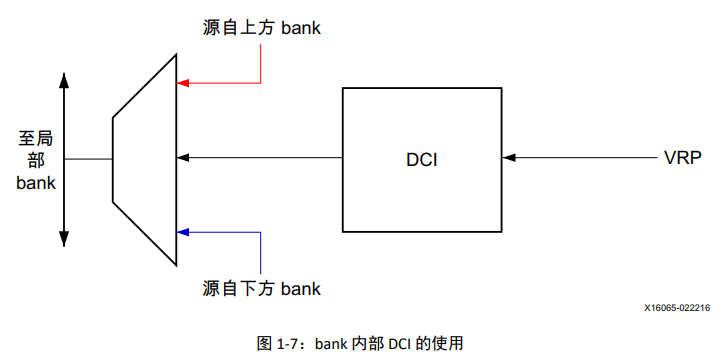 源自上方 bank
至局
部
bank
DCI
VRP
源自下方 bank
X16065-022216
图 1-7：bank 内部 DCI 的使用